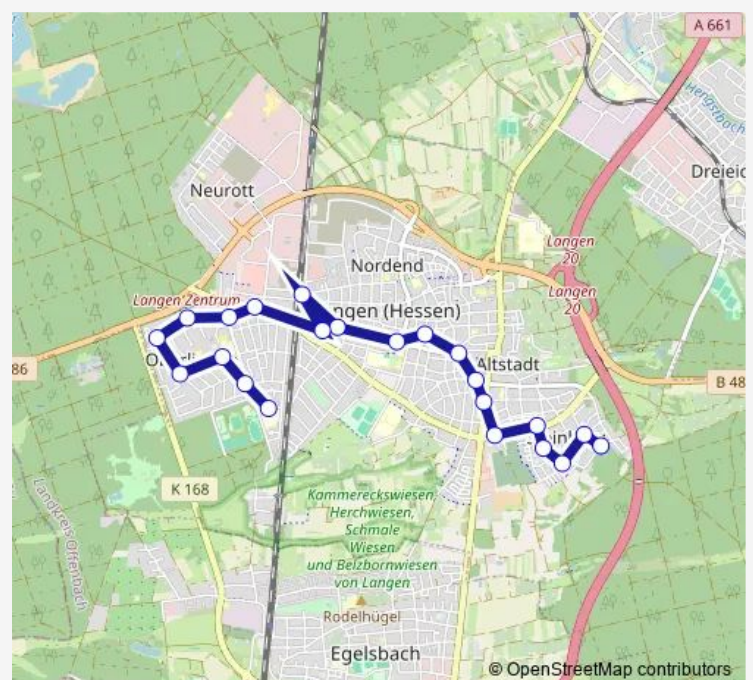 A 661
Hengstbach
Neurott
Langen
20
Nordend
Langen Zentrum
Langen
20
ngen (Hessen)
86
Altstadt
B 48
K 168
Landkreis Offenbach
Kammereckswiesen,
Herchwiesen,
Schmale
Wiesen
und Belzbornwiesen
von Langen
Rodelhügel
Egelsbach
© OpenStreetMap contributors